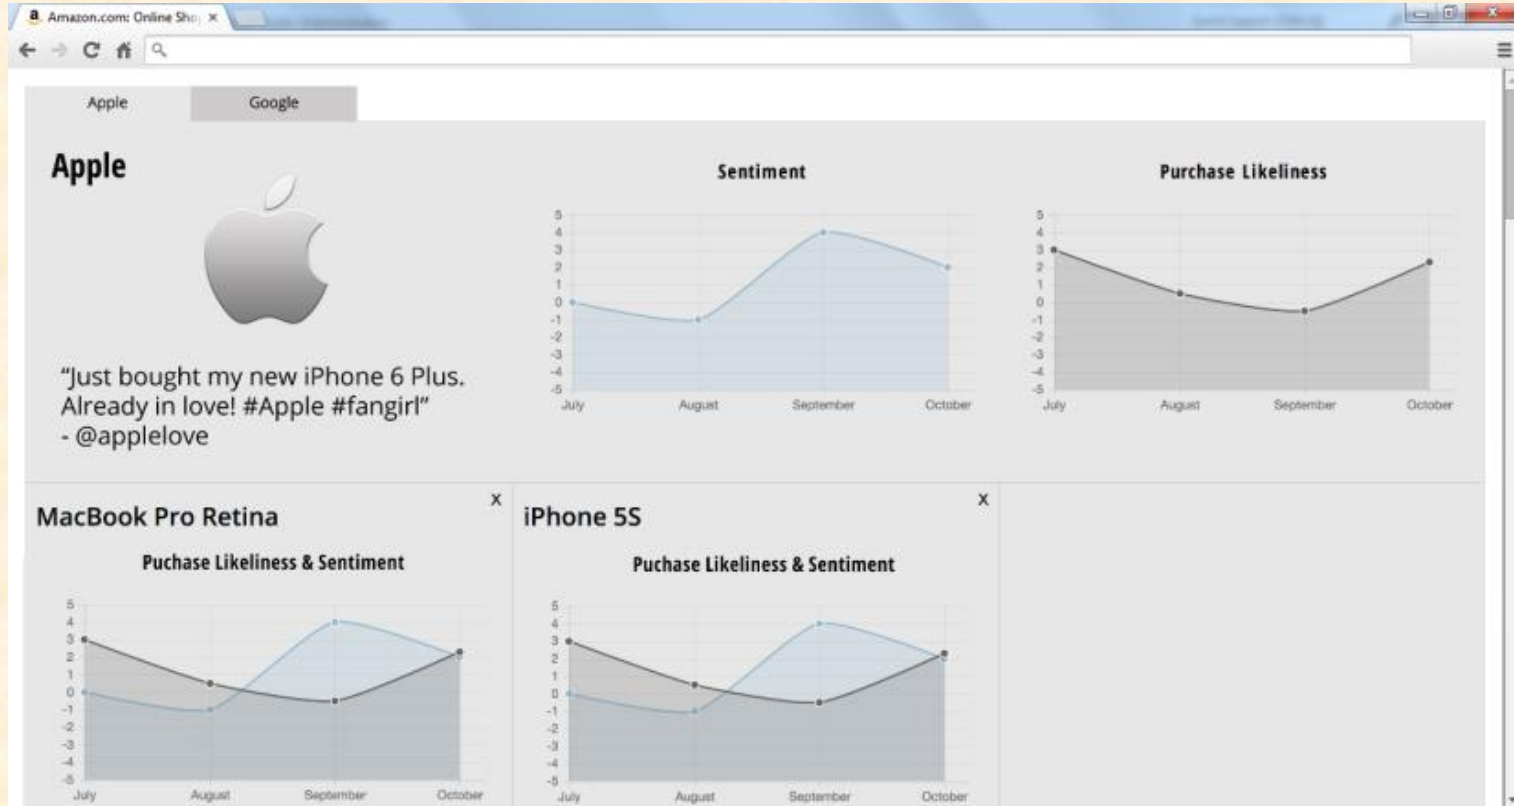 Amazon.com: Online Sho
Apple
Google
Apple
“Just bought my new iPhone 6 Plus.
Already in love! #Apple #fangirl”
- @applelove
Sentiment
5
4
3
2
1
0
-1
-2
-3
-4
-5
July August September October
Purchase Likeliness
5
4
3
2
1
0
-1
-2
-3
-4
-5
July August September October
MacBook Pro Retina
X
Puchase Likeliness & Sentiment
5
4
3
2
1
0
-1
-2
-3
-4
-5
July August September October
iPhone 5S
X
Puchase Likeliness & Sentiment
5
4
3
2
1
0
-1
-2
-3
-4
-5
July August September October